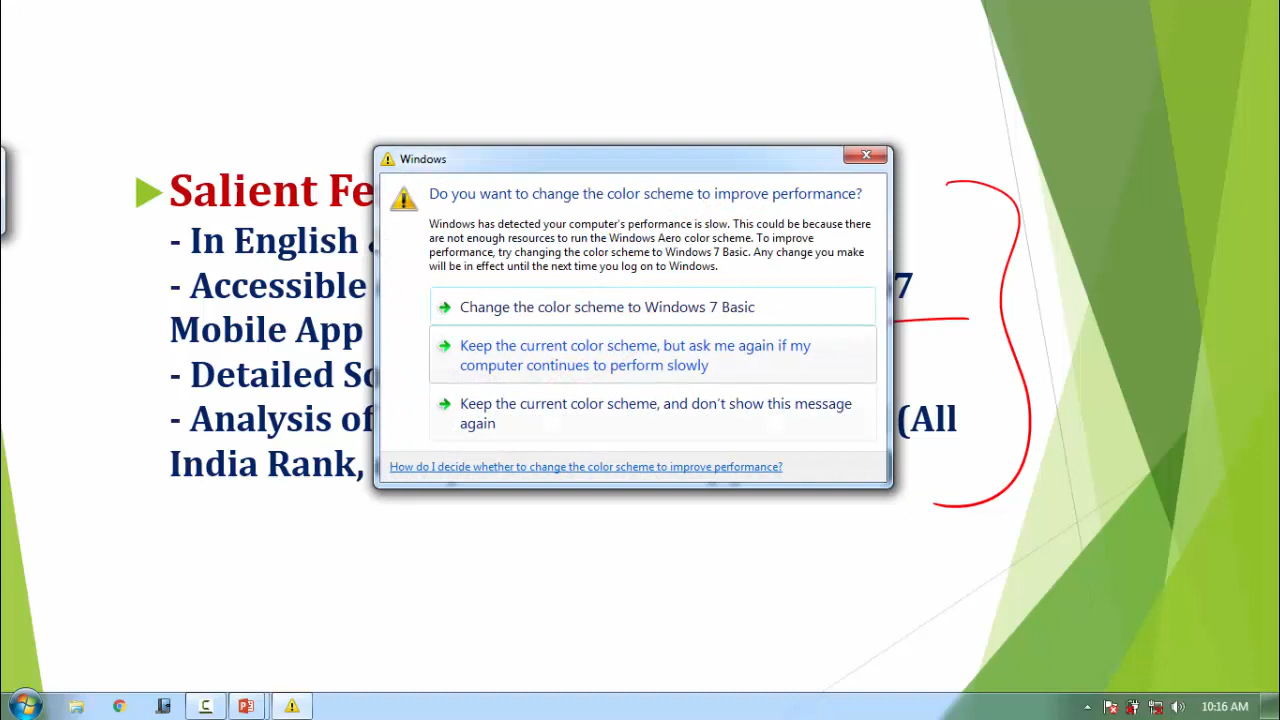 Windows
Do you want to change the color scheme to improve performance?
Windows has detected your computer's performance is slow. This could be because there
are not enough resources to run the Windows Aero color scheme. To improve
performance, try changing the color scheme to Windows 7 Basic. Any change you make
will be in effect until the next time you log on to Windows.
Change the color scheme to Windows 7 Basic
Keep the current color scheme, but ask me again if my
computer continues to perform slowly
Keep the current color scheme, and don't show this message
again
How do I decide whether to change the color scheme to improve performance?
Salient
- In English
- Accessible 7
Mobile App
- Detailed
- Analysis of (All
India Rank,
10:16 AM